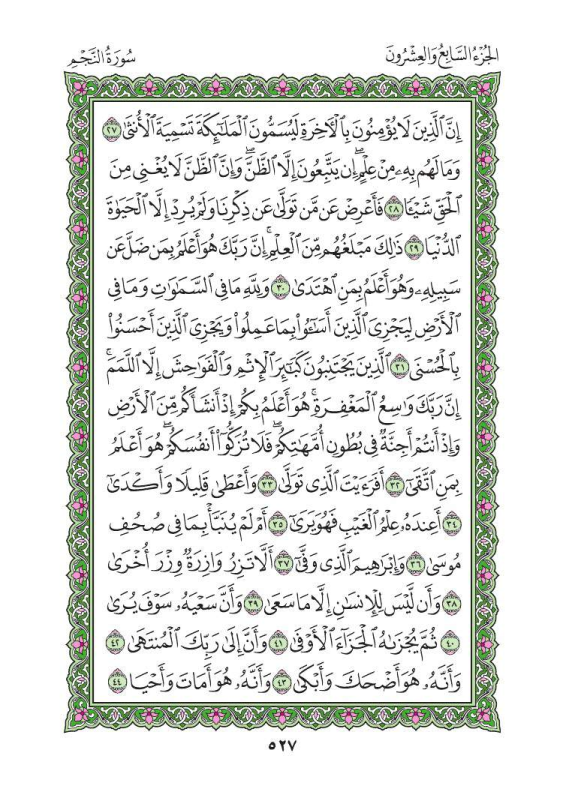 الجُزْءُ السَّابِعُ وَالعِشْرُونَ
سُورَةُ النَّجْمِ
إِنَّ ٱلَّذِينَ لَا يُؤْمِنُونَ بِٱلْأَخِرَةِ لَيُسَمُّونَ ٱلْمَلَٰٓئِكَةَ تَسْمِيَةَ ٱلْأُنثَىٰ ٢٧
وَمَا لَهُم بِهِۦ مِنْ عِلْمٍ ۖ إِن يَتَّبِعُونَ إِلَّا ٱلظَّنَّ ۖ وَإِنَّ ٱلظَّنَّ لَا يُغْنِى مِنَ
ٱلْحَقِّ شَيْـًٔا ٢٨ فَأَعْرِضْ عَن مَّن تَوَلَّىٰ عَن ذِكْرِنَا وَلَمْ يُرِدْ إِلَّا ٱلْحَيَوٰةَ
ٱلدُّنْيَا ٢٩ ذَٰلِكَ مَبْلَغُهُم مِّنَ ٱلْعِلْمِ ۚ إِنَّ رَبَّكَ هُوَ أَعْلَمُ بِمَن ضَلَّ عَن
سَبِيلِهِۦ وَهُوَ أَعْلَمُ بِمَنِ ٱهْتَدَىٰ ٣٠ وَلِلَّهِ مَا فِى ٱلسَّمَٰوَٰتِ وَمَا فِى
ٱلْأَرْضِ لِيَجْزِىَ ٱلَّذِينَ أَسَٰٓـُٔوا۟ بِمَا عَمِلُوا۟ وَيَجْزِىَ ٱلَّذِينَ أَحْسَنُوا۟
بِٱلْحُسْنَى ٣١ ٱلَّذِينَ يَجْتَنِبُونَ كَبَٰٓئِرَ ٱلْإِثْمِ وَٱلْفَوَٰحِشَ إِلَّا ٱللَّمَمَ ۚ
إِنَّ رَبَّكَ وَٰسِعُ ٱلْمَغْفِرَةِ ۚ هُوَ أَعْلَمُ بِكُمْ إِذْ أَنشَأَكُم مِّنَ ٱلْأَرْضِ
وَإِذْ أَنتُمْ أَجِنَّةٌ فِى بُطُونِ أُمَّهَٰتِكُمْ ۖ فَلَا تُزَكُّوٓا۟ أَنفُسَكُمْ ۖ هُوَ أَعْلَمُ
بِمَنِ ٱتَّقَىٰٓ ٣٢ أَفَرَءَيْتَ ٱلَّذِى تَوَلَّىٰ ٣٣ وَأَعْطَىٰ قَلِيلًا وَأَكْدَىٰٓ
٣٤ أَعِندَهُۥ عِلْمُ ٱلْغَيْبِ فَهُوَ يَرَىٰٓ ٣٥ أَمْ لَمْ يُنَبَّأْ بِمَا فِى صُحُفِ
مُوسَىٰ ٣٦ وَإِبْرَٰهِيمَ ٱلَّذِى وَفَّىٰٓ ٣٧ أَلَّا تَزِرُ وَازِرَةٌ وِزْرَ أُخْرَىٰ
٣٨ وَأَن لَّيْسَ لِلْإِنسَٰنِ إِلَّا مَا سَعَىٰ ٣٩ وَأَنَّ سَعْيَهُۥ سَوْفَ يُرَىٰ
٤٠ ثُمَّ يُجْزَىٰهُ ٱلْجَزَآءَ ٱلْأَوْفَىٰ ٤١ وَأَنَّ إِلَىٰ رَبِّكَ ٱلْمُنتَهَىٰ ٤٢
وَأَنَّهُۥ هُوَ أَضْحَكَ وَأَبْكَىٰ ٤٣ وَأَنَّهُۥ هُوَ أَمَاتَ وَأَحْيَا ٤٤
٥٢٧